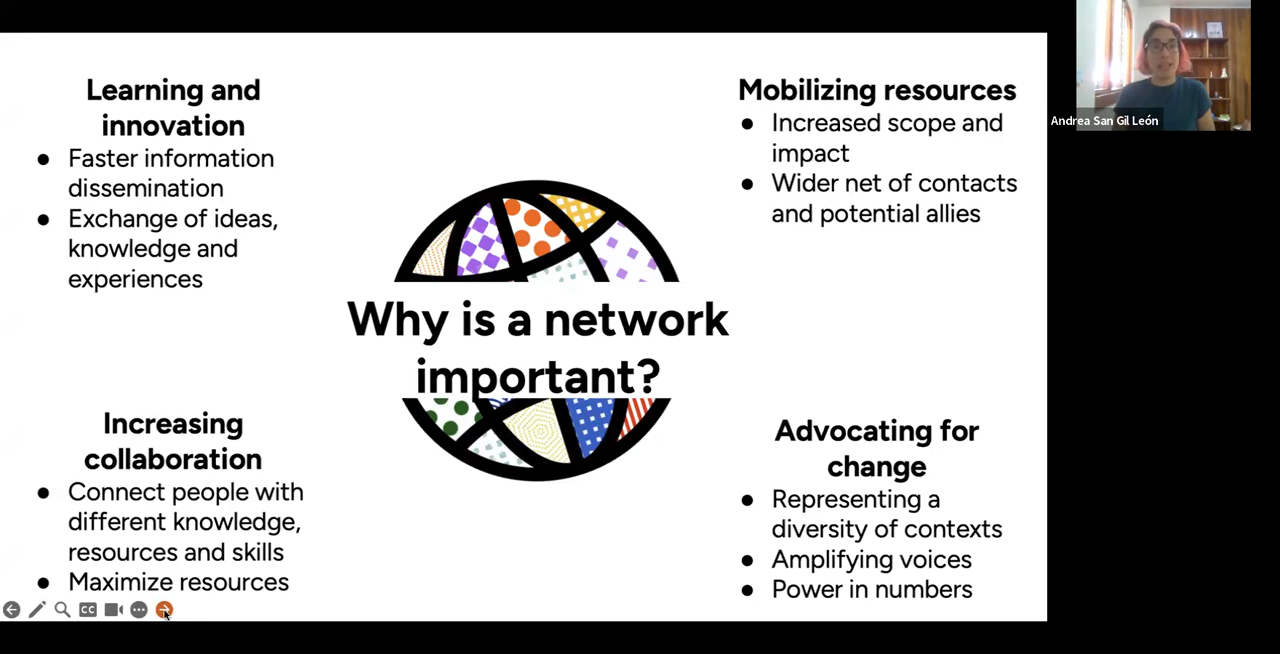 Learning and
innovation
● Faster information
dissemination
● Exchange of ideas,
knowledge and
experiences
Mobilizing resources
● Increased scope and
impact
● Wider net of contacts
and potential allies
Andrea San Gil León
Why is a network
important?
Increasing
collaboration
● Connect people with
different knowledge,
resources and skills
● Maximize resources
Advocating for
change
● Representing a
diversity of contexts
● Amplifying voices
● Power in numbers
CC